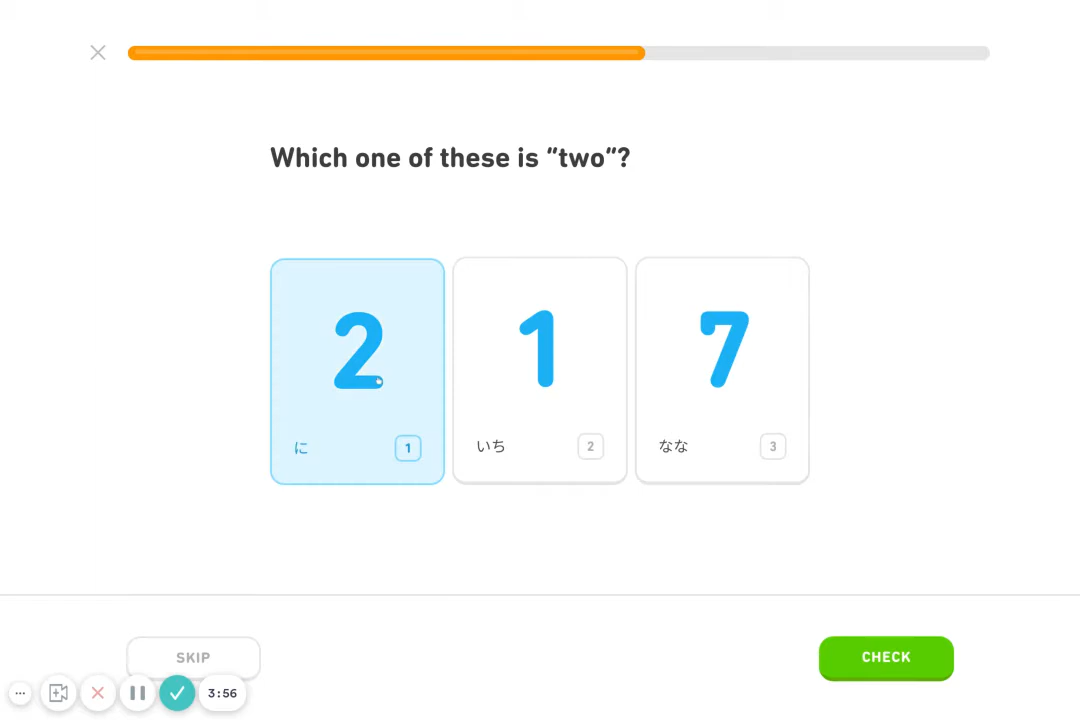 Which one of these is “two”?
2
に 1
1
いち 2
7
なな 3
SKIP
CHECK
3:56